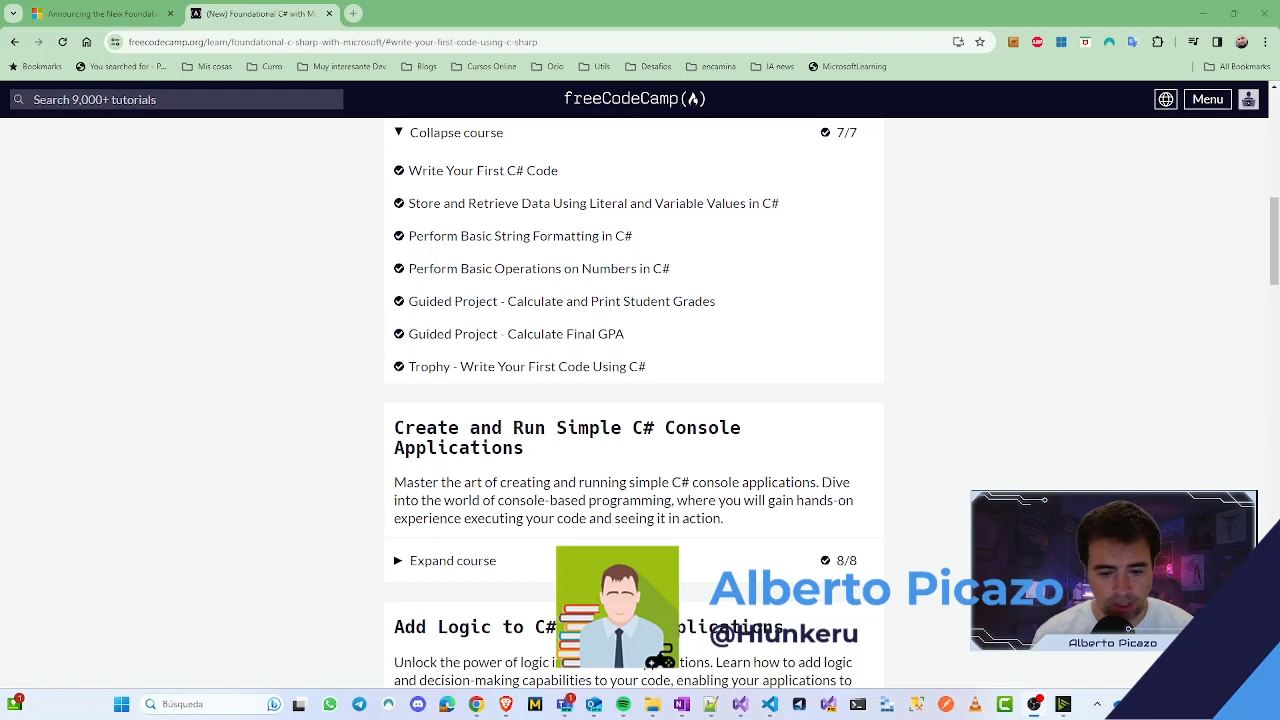 Announcing the New Foundation
(New) Foundational C# with Mi
freecodecamp.org/learn/foundational-c-sharp-with-microsoft/#write-your-first-code-using-c-sharp
Bookmarks
You searched for - P...
Mis cosas
Curro
Muy interesante Dev
Blogs
Cursos Online
Ocio
Utils
Desafios
encamina
IA news
MicrosoftLearning
All Bookmarks
Search 9,000+ tutorials
freeCodeCamp
Menu
Collapse course
7/7
Write Your First C# Code
Store and Retrieve Data Using Literal and Variable Values in C#
Perform Basic String Formatting in C#
Perform Basic Operations on Numbers in C#
Guided Project - Calculate and Print Student Grades
Guided Project - Calculate Final GPA
Trophy - Write Your First Code Using C#
Create and Run Simple C# Console
Applications
Master the art of creating and running simple C# console applications. Dive
into the world of console-based programming, where you will gain hands-on
experience executing your code and seeing it in action.
Expand course
8/8
Alberto Picazo
@Hiunkeru
Add Logic to C#
Unlock the power of logic
tions. Learn how to add logic
and decision-making capabilities to your code, enabling your applications to
Alberto Picazo
Búsqueda